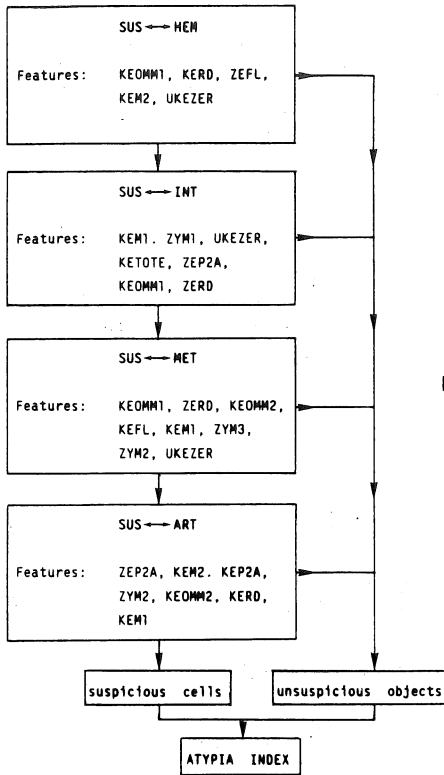 SUS ↔ HEM
Features: KEOMM1, KERD, ZEFL,
KEM2, UKEZER
SUS ↔ INT
Features: KEM1. ZYM1, UKEZER,
KETOTE, ZEP2A,
KEOMM1, ZERD
SUS ↔ MET
Features: KEOMM1, ZERD, KEOMM2,
KEFL, KEM1, ZYM3,
ZYM2, UKEZER
SUS ↔ ART
Features: ZEP2A, KEM2. KEP2A,
ZYM2, KEOMM2, KERD,
KEM1
suspicious cells
unsuspicious objects
ATYPIA INDEX